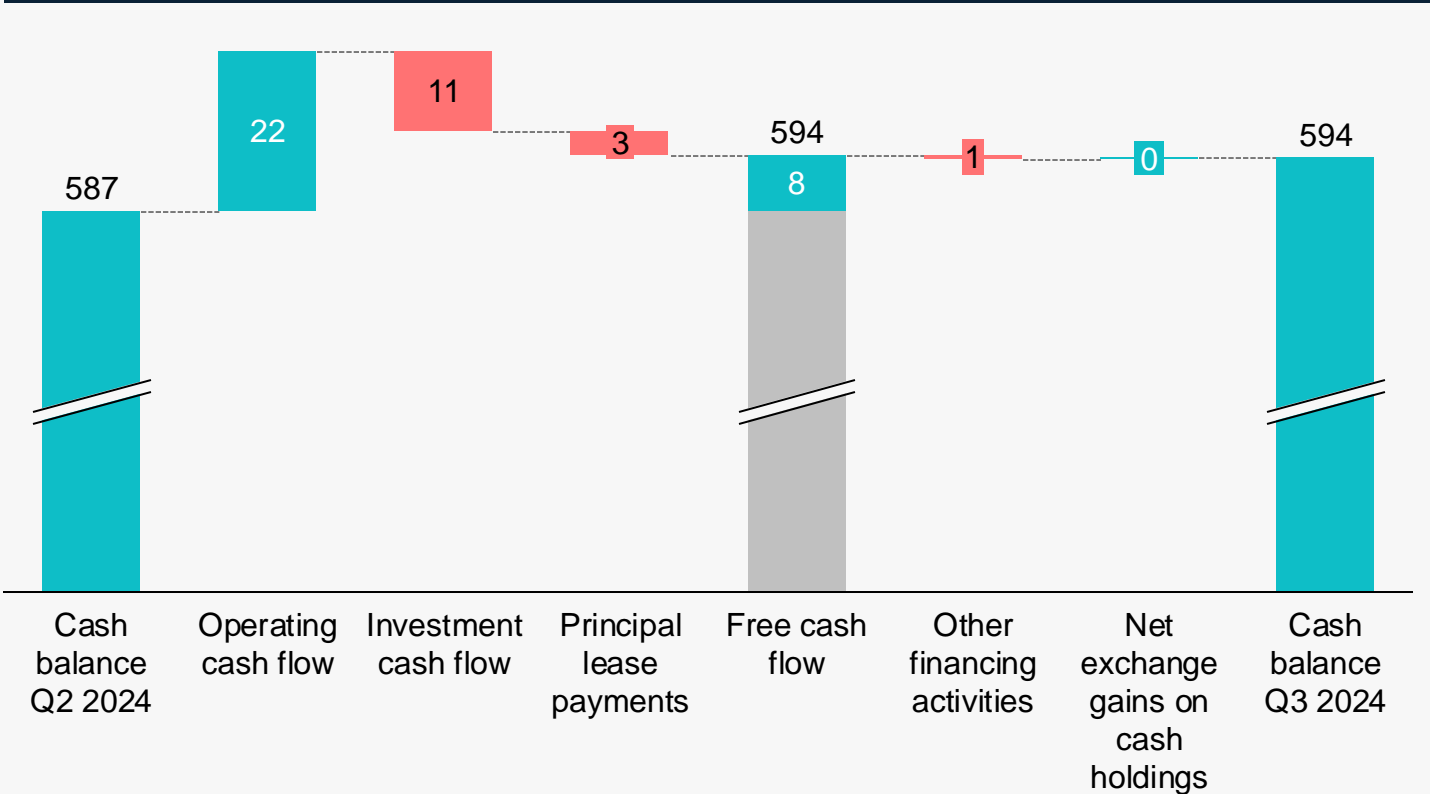 22
11
3
594
8
1
0
594
587
Cash
balance
Q2 2024
Operating
cash flow
Investment
cash flow
Principal
lease
payments
Free cash
flow
Other
financing
activities
Net
exchange
gains on
cash
holdings
Cash
balance
Q3 2024